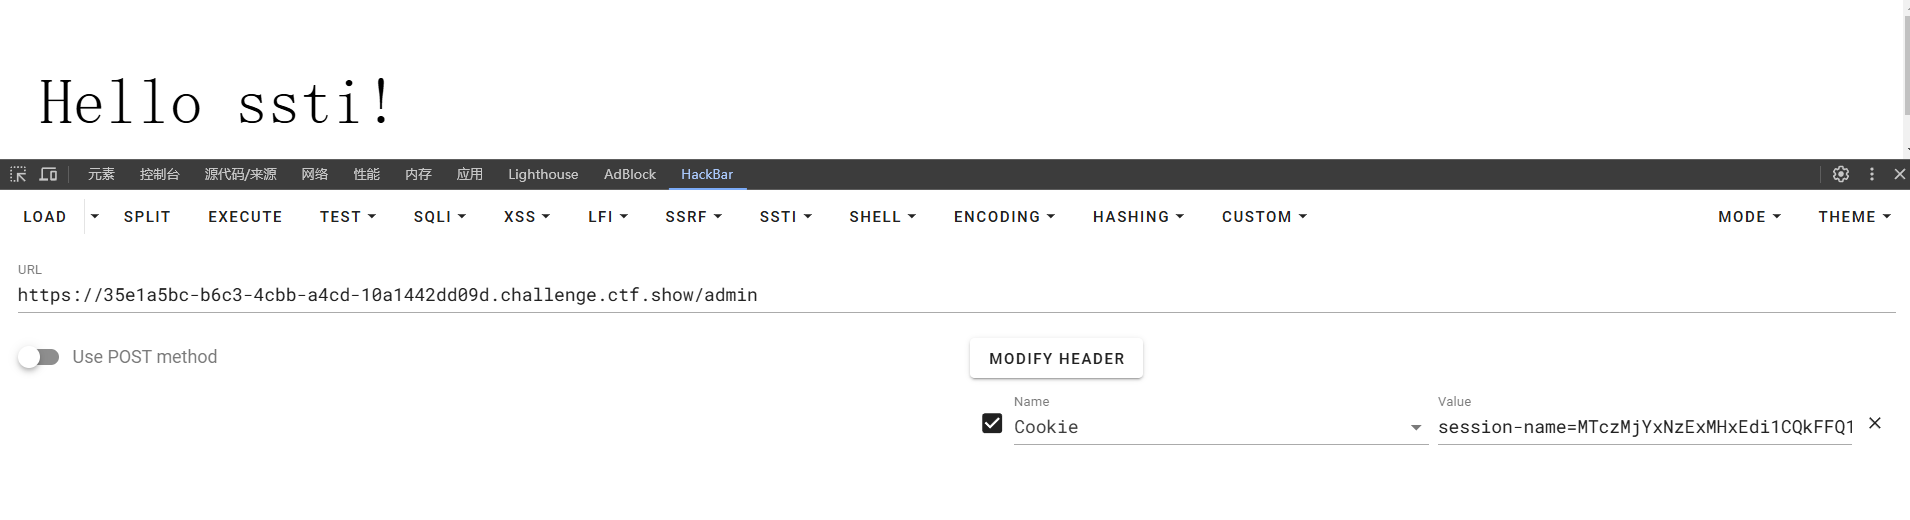 Hello ssti!
元素 控制台 源代码/来源 网络 性能 内存 应用 Lighthouse AdBlock HackBar
LOAD SPLIT EXECUTE TEST SQLI XSS LFI SSRF SSTI SHELL ENCODING HASHING CUSTOM MODE THEME
URL
https://35e1a5bc-b6c3-4cbb-a4cd-10a1442dd09d.challenge.ctf.show/admin
Use POST method
MODIFY HEADER
Name Value
Cookie session-name=MTczMjYxNzExMHxEdi1CQkFFQ1